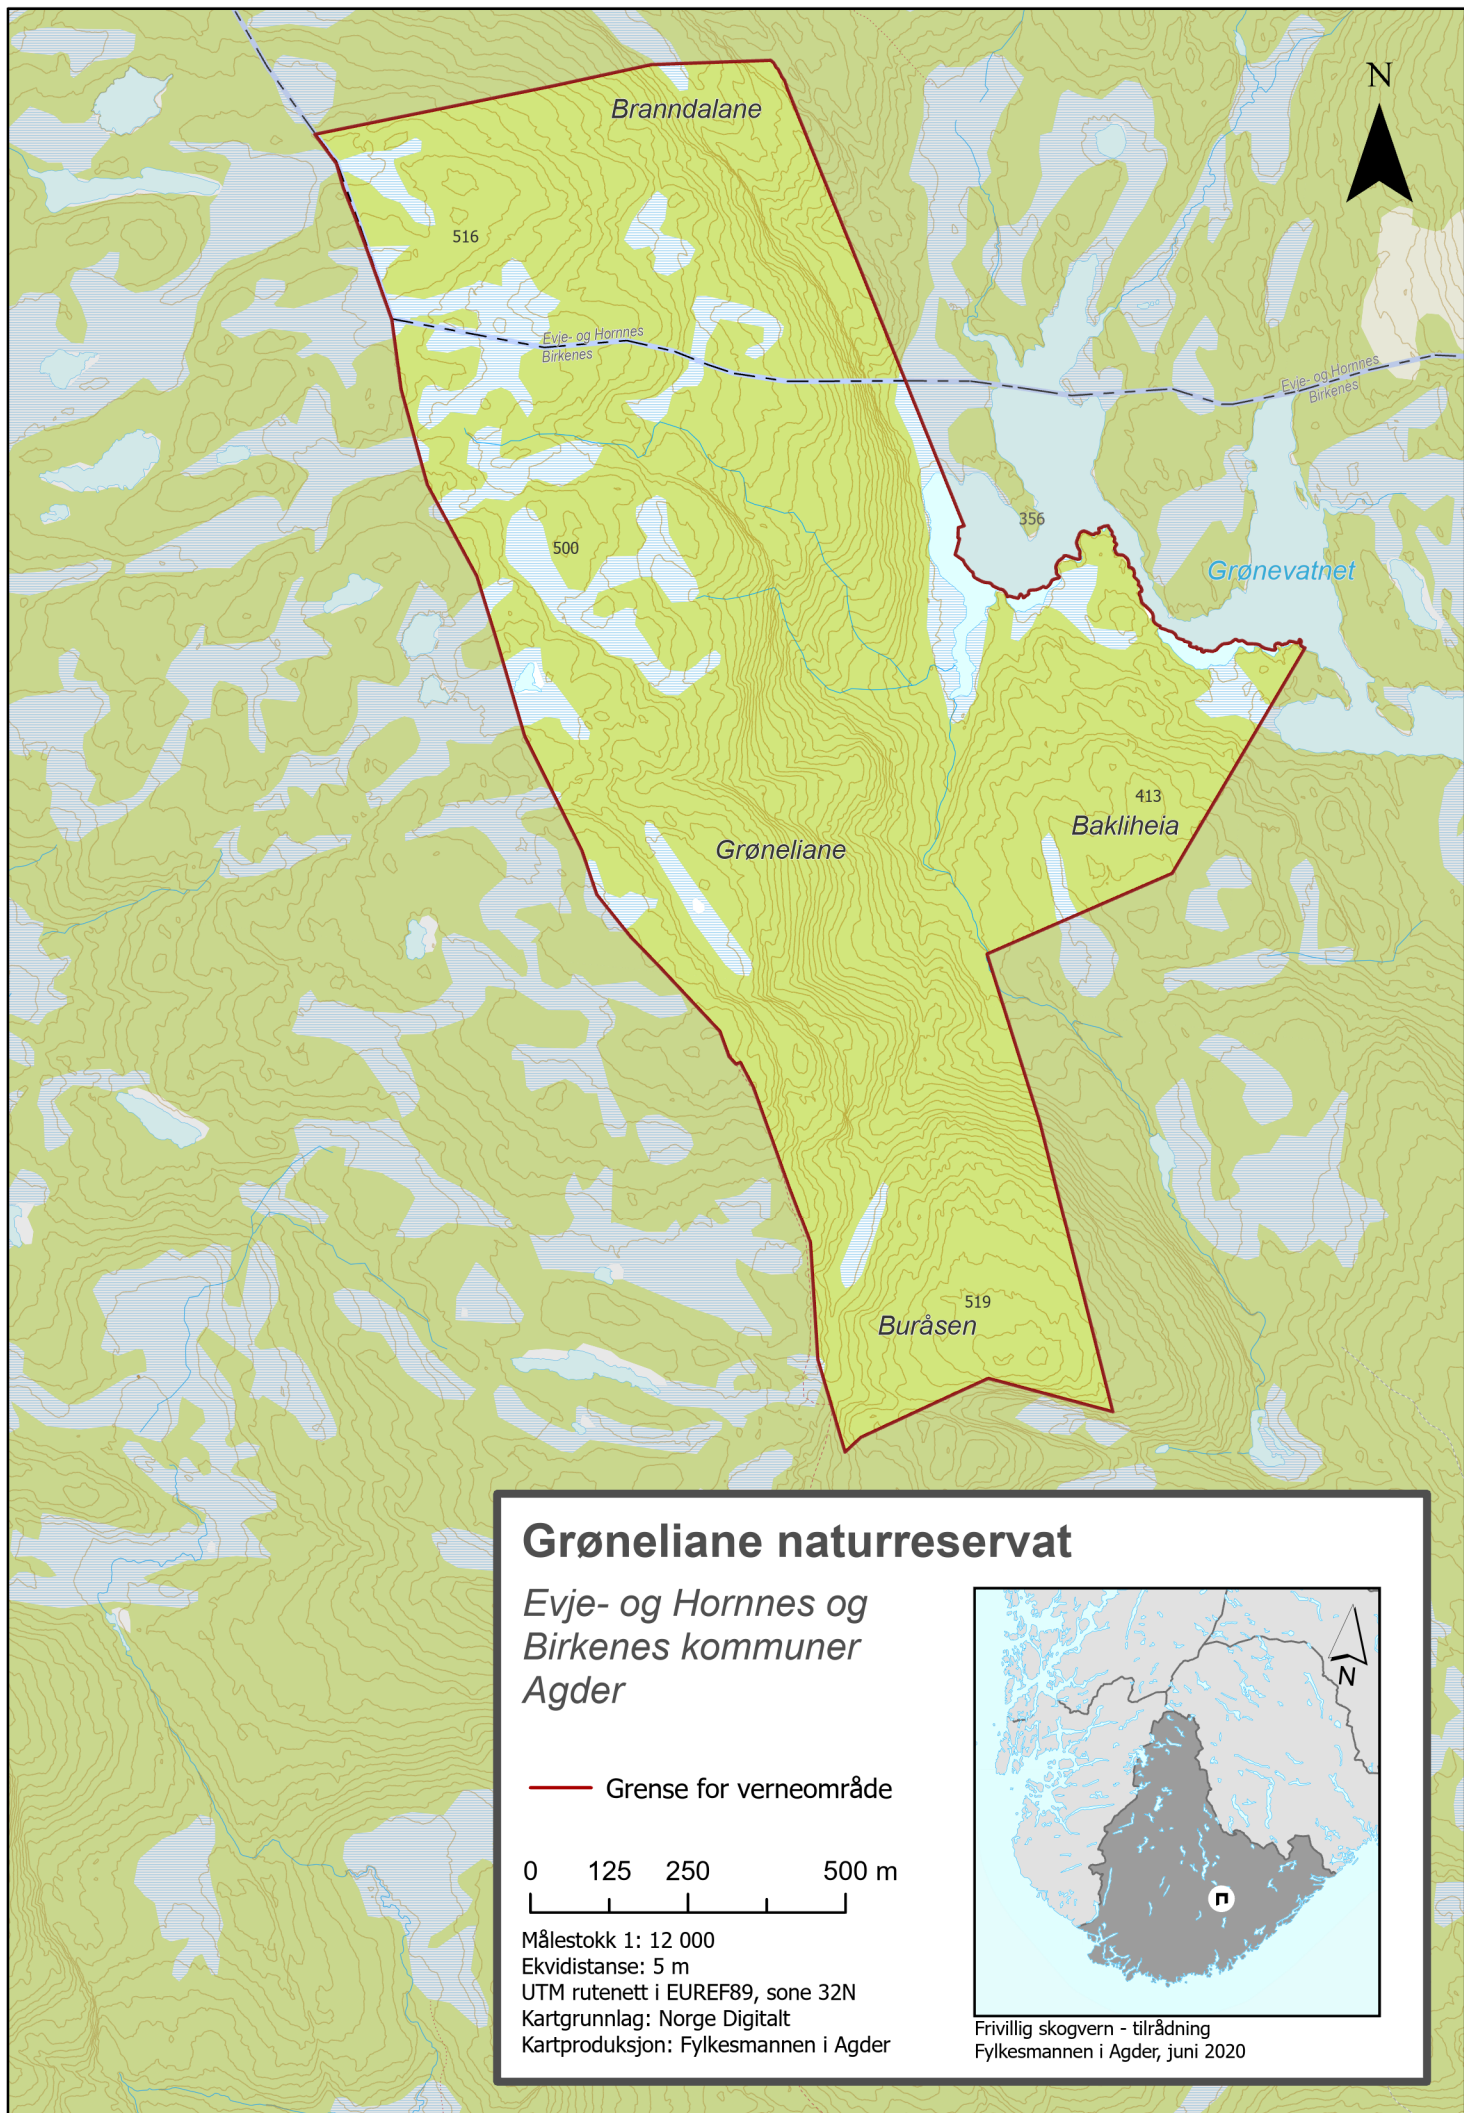 N
Branndalane
516
Evje- og Hornnes
Birkenes
Evje- og Hornnes
Birkenes
356
500
Grønevatnet
413
Bakliheia
Grøneliane
519
Buråsen
Grøneliane naturreservat
Evje- og Hornnes og
Birkenes kommuner
Agder
Grense for verneområde
0 125 250 500 m
Målestokk 1: 12 000
Ekvidistanse: 5 m
UTM rutenett i EUREF89, sone 32N
Kartgrunnlag: Norge Digitalt
Kartproduksjon: Fylkesmannen i Agder
N
Frivillig skogvern - tilrådning
Fylkesmannen i Agder, juni 2020